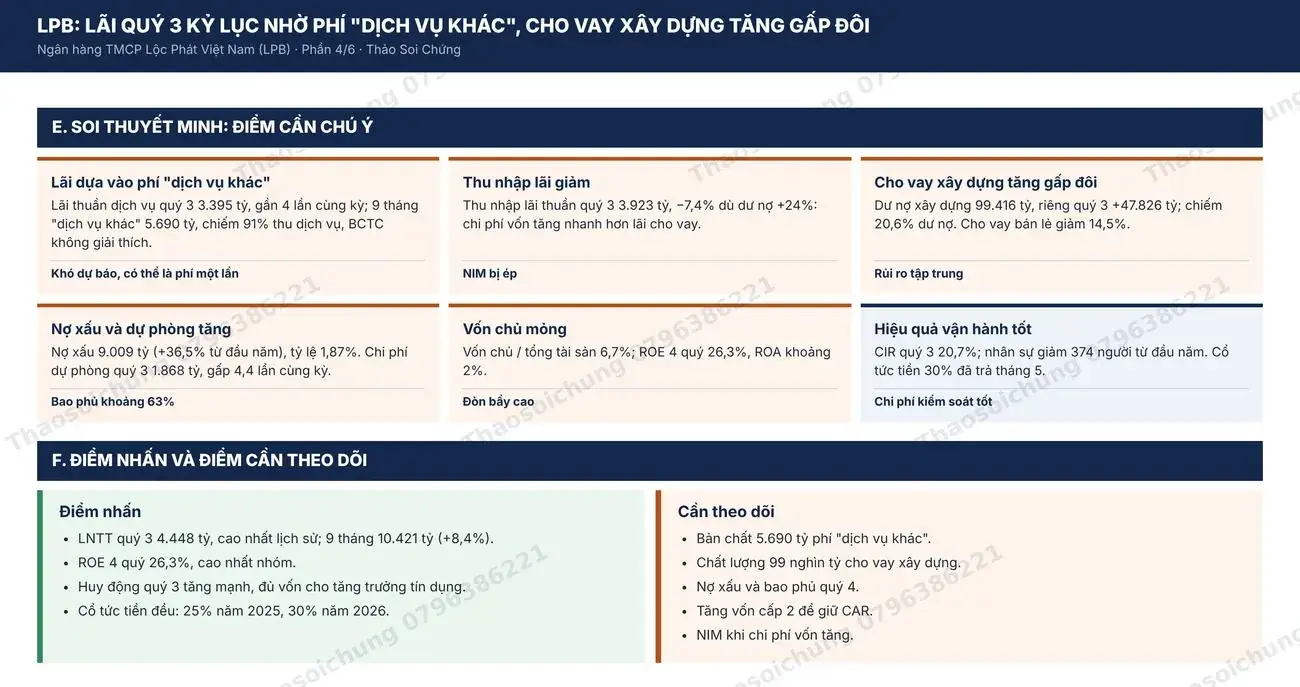 LPB: LÃI QUÝ 3 KỶ LỤC NHỜ PHÍ "DỊCH VỤ KHÁC", CHO VAY XÂY DỰNG TĂNG GẤP ĐÔI
Ngân hàng TMCP Lộc Phát Việt Nam (LPB) · Phần 4/6 · Thảo Soi Chứng
E. SOI THUYẾT MINH: ĐIỂM CẦN CHÚ Ý
Lãi dựa vào phí "dịch vụ khác"
Lãi thuần dịch vụ quý 3 3.395 tỷ, gần 4 lần cùng kỳ; 9 tháng
"dịch vụ khác" 5.690 tỷ, chiếm 91% thu dịch vụ, BCTC
không giải thích.
Khó dự báo, có thể là phí một lần
Thu nhập lãi giảm
Thu nhập lãi thuần quý 3 3.923 tỷ, −7,4% dù dư nợ +24%:
chi phí vốn tăng nhanh hơn lãi cho vay.
NIM bị ép
Cho vay xây dựng tăng gấp đôi
Dư nợ xây dựng 99.416 tỷ, riêng quý 3 +47.826 tỷ; chiếm
20,6% dư nợ. Cho vay bán lẻ giảm 14,5%.
Rủi ro tập trung
Nợ xấu và dự phòng tăng
Nợ xấu 9.009 tỷ (+36,5% từ đầu năm), tỷ lệ 1,87%. Chi phí
dự phòng quý 3 1.868 tỷ, gấp 4,4 lần cùng kỳ.
Bao phủ khoảng 63%
Vốn chủ mỏng
Vốn chủ / tổng tài sản 6,7%; ROE 4 quý 26,3%, ROA khoảng
2%.
Đòn bẩy cao
Hiệu quả vận hành tốt
CIR quý 3 20,7%; nhân sự giảm 374 người từ đầu năm. Cổ
tức tiền 30% đã trả tháng 5.
Chi phí kiểm soát tốt
F. ĐIỂM NHẤN VÀ ĐIỂM CẦN THEO DÕI
Điểm nhấn
• LNTT quý 3 4.448 tỷ, cao nhất lịch sử; 9 tháng 10.421 tỷ (+8,4%).
• ROE 4 quý 26,3%, cao nhất nhóm.
• Huy động quý 3 tăng mạnh, đủ vốn cho tăng trưởng tín dụng.
• Cổ tức tiền đều: 25% năm 2025, 30% năm 2026.
Cần theo dõi
• Bản chất 5.690 tỷ phí "dịch vụ khác".
• Chất lượng 99 nghìn tỷ cho vay xây dựng.
• Nợ xấu và bao phủ quý 4.
• Tăng vốn cấp 2 để giữ CAR.
• NIM khi chi phí vốn tăng.
Thaosoichung 0796386221